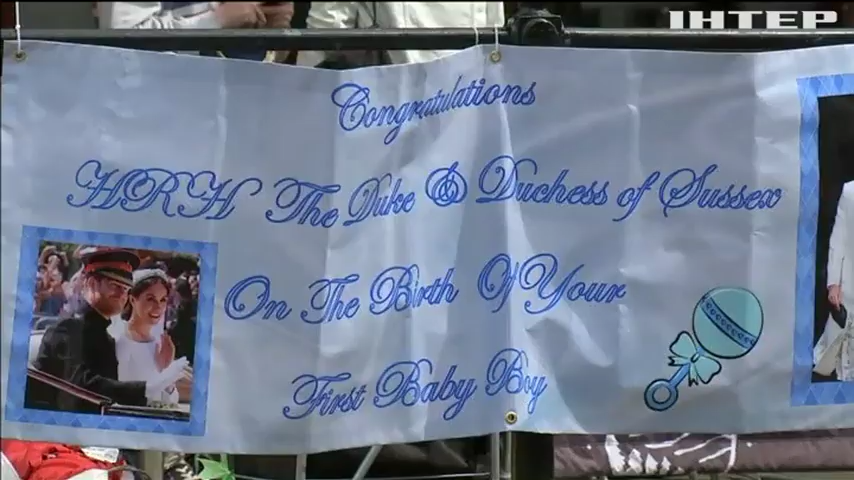 ІНТЕР
Congratulations
HRH The Duke & Duchess of Sussex
On The Birth Of Your
First Baby Boy